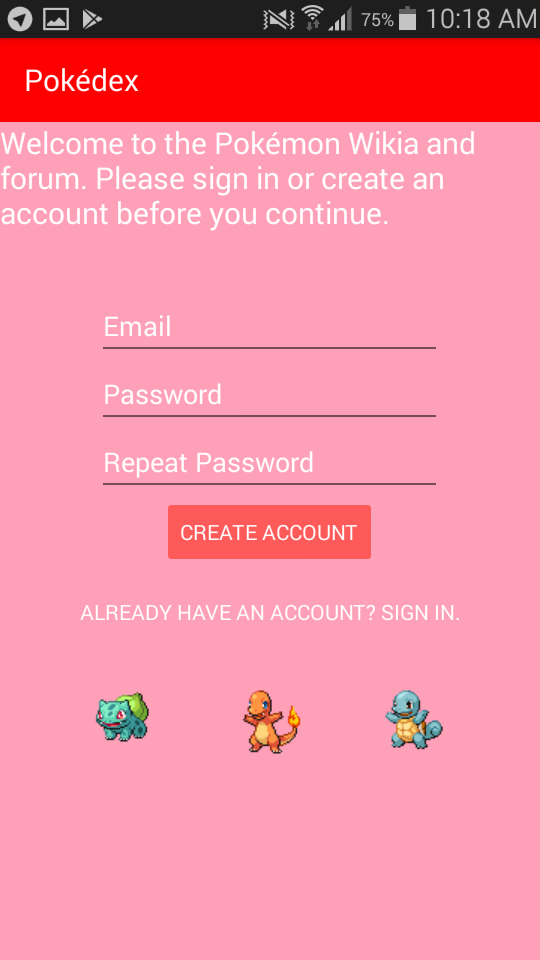 75% 10:18 AM
Pokédex
Welcome to the Pokémon Wikia and
forum. Please sign in or create an
account before you continue.
Email
Password
Repeat Password
CREATE ACCOUNT
ALREADY HAVE AN ACCOUNT? SIGN IN.